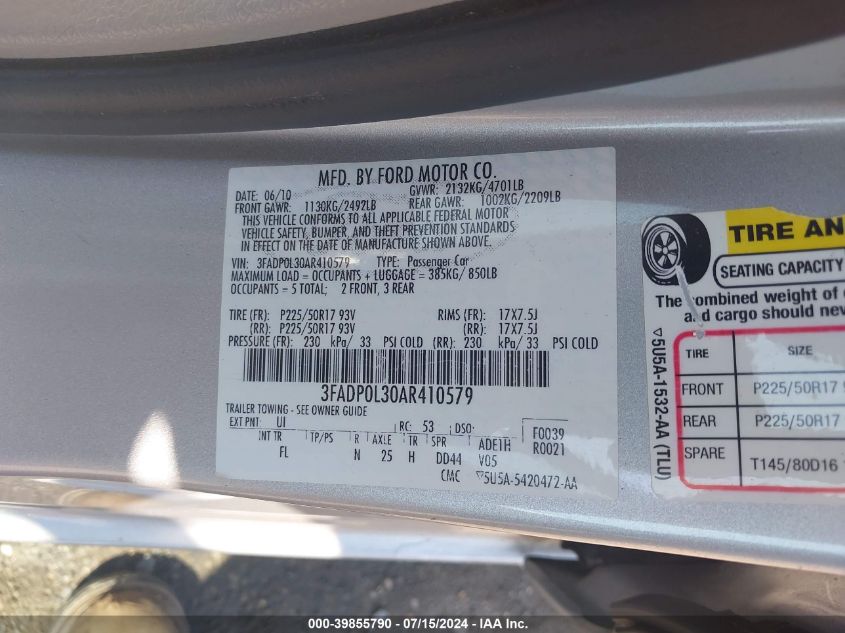 MFD. BY FORD MOTOR CO.
DATE: 06/10 GVWR: 2132KG/4701LB
FRONT GAWR: 1130KG/2492LB REAR GAWR: 1002KG/2209LB
THIS VEHICLE CONFORMS TO ALL APPLICABLE FEDERAL MOTOR
VEHICLE SAFETY, BUMPER, AND THEFT PREVENTION STANDARDS
IN EFFECT ON THE DATE OF MANUFACTURE SHOWN ABOVE.
VIN: 3FADP0L30AR410579 TYPE: Passenger Car
MAXIMUM LOAD = OCCUPANTS + LUGGAGE = 385KG/ 850LB
OCCUPANTS = 5 TOTAL; 2 FRONT, 3 REAR
TIRE (FR): P225/50R17 93V RIMS (FR): 17X7.5J
(RR): P225/50R17 93V (RR): 17X7.5J
PRESSURE (FR): 230 kPa/ 33 PSI COLD (RR): 230 kPa/ 33 PSI COLD
3FADP0L30AR410579
TRAILER TOWING - SEE OWNER GUIDE
EXT PNT: UI RC: 53 DSO: F0039
R0021
INT TR TP/PS R AXLE TR SPR ADE1H
FL N 25 H DD44 V05
CMC ▽5U5A-5420472-AA
TIRE AN
SEATING CAPACITY
The combined weight of
and cargo should nev
▽5U5A-1532-AA (TLU)
TIRE SIZE
FRONT P225/50R17
REAR P225/50R17
SPARE T145/80D16
000-39855790 - 07/15/2024 - IAA Inc.